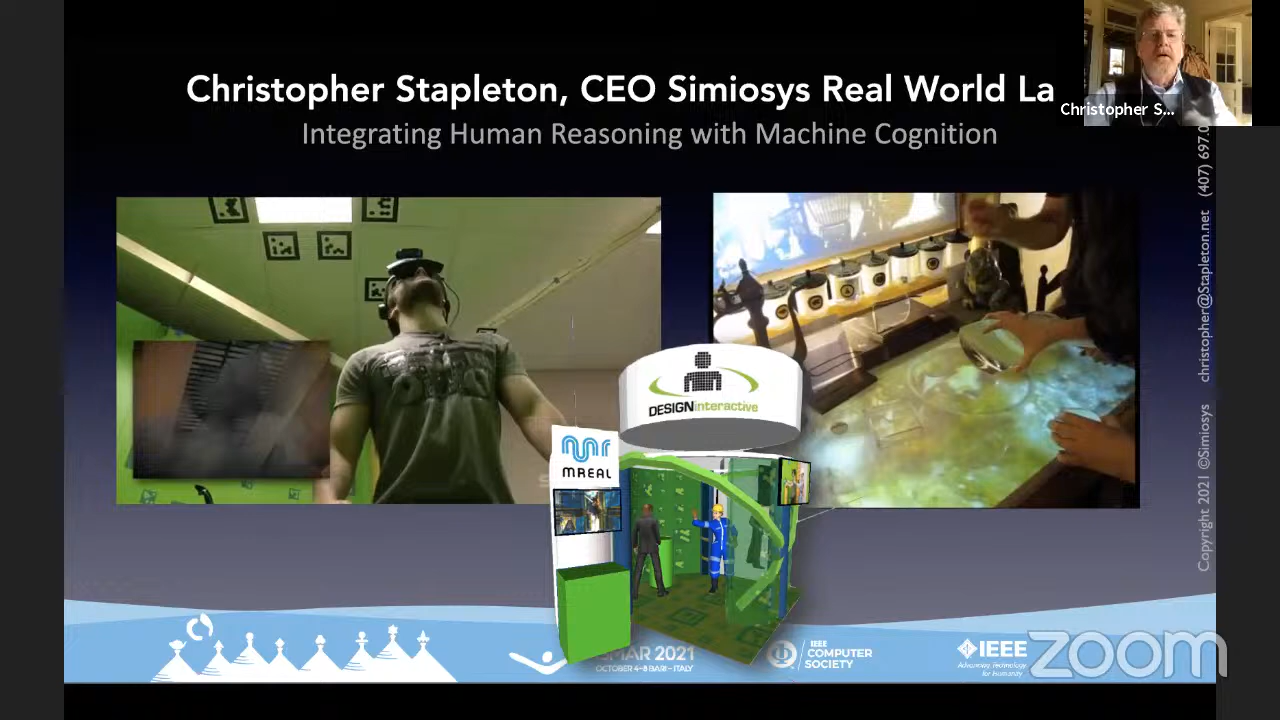 Christopher Stapleton, CEO Simiosys Real World La
Christopher S...
Integrating Human Reasoning with Machine Cognition
Copyright 2021 ©Simiosys christopher@Stapleton.net (407) 697.0
DESIGNinteractive
MREAL
SMAR 2021
OCTOBER 4-8 BARI - ITALY
IEEE
COMPUTER
SOCIETY
IEEE
Advancing Technology
for Humanity
zoom